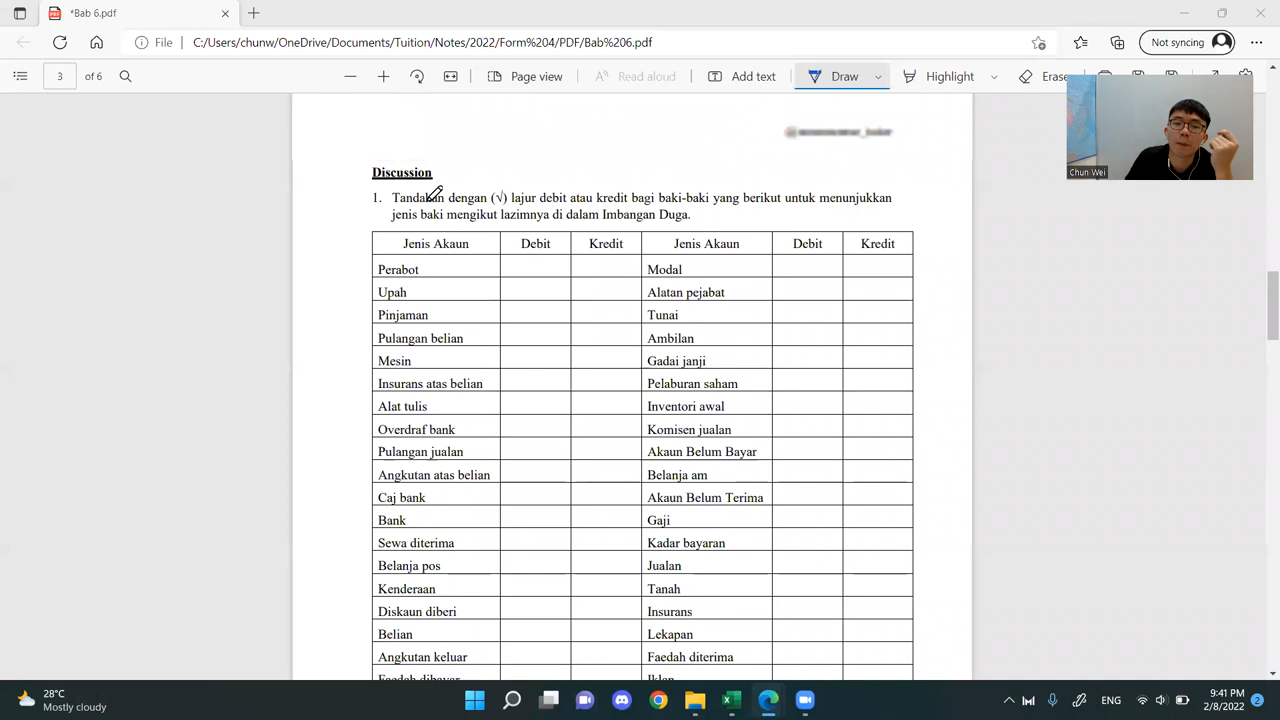 *Bab 6.pdf
File
C:/Users/chunw/OneDrive/Documents/Tuition/Notes/2022/Form%204/PDF/Bab%206.pdf
Not syncing
3 of 6
Page view
Read aloud
Add text
Draw
Highlight
Erase
Chun Wei
Discussion
1. Tandakan dengan (√) lajur debit atau kredit bagi baki-baki yang berikut untuk menunjukkan
jenis baki mengikut lazimnya di dalam Imbangan Duga.
Jenis Akaun Debit Kredit Jenis Akaun Debit Kredit
Perabot Modal
Upah Alatan pejabat
Pinjaman Tunai
Pulangan belian Ambilan
Mesin Gadai janji
Insurans atas belian Pelaburan saham
Alat tulis Inventori awal
Overdraf bank Komisen jualan
Pulangan jualan Akaun Belum Bayar
Angkutan atas belian Belanja am
Caj bank Akaun Belum Terima
Bank Gaji
Sewa diterima Kadar bayaran
Belanja pos Jualan
Kenderaan Tanah
Diskaun diberi Insurans
Belian Lekapan
Angkutan keluar Faedah diterima
Faedah dibayar Iklan
28°C
Mostly cloudy
ENG
9:41 PM
2/8/2022
2